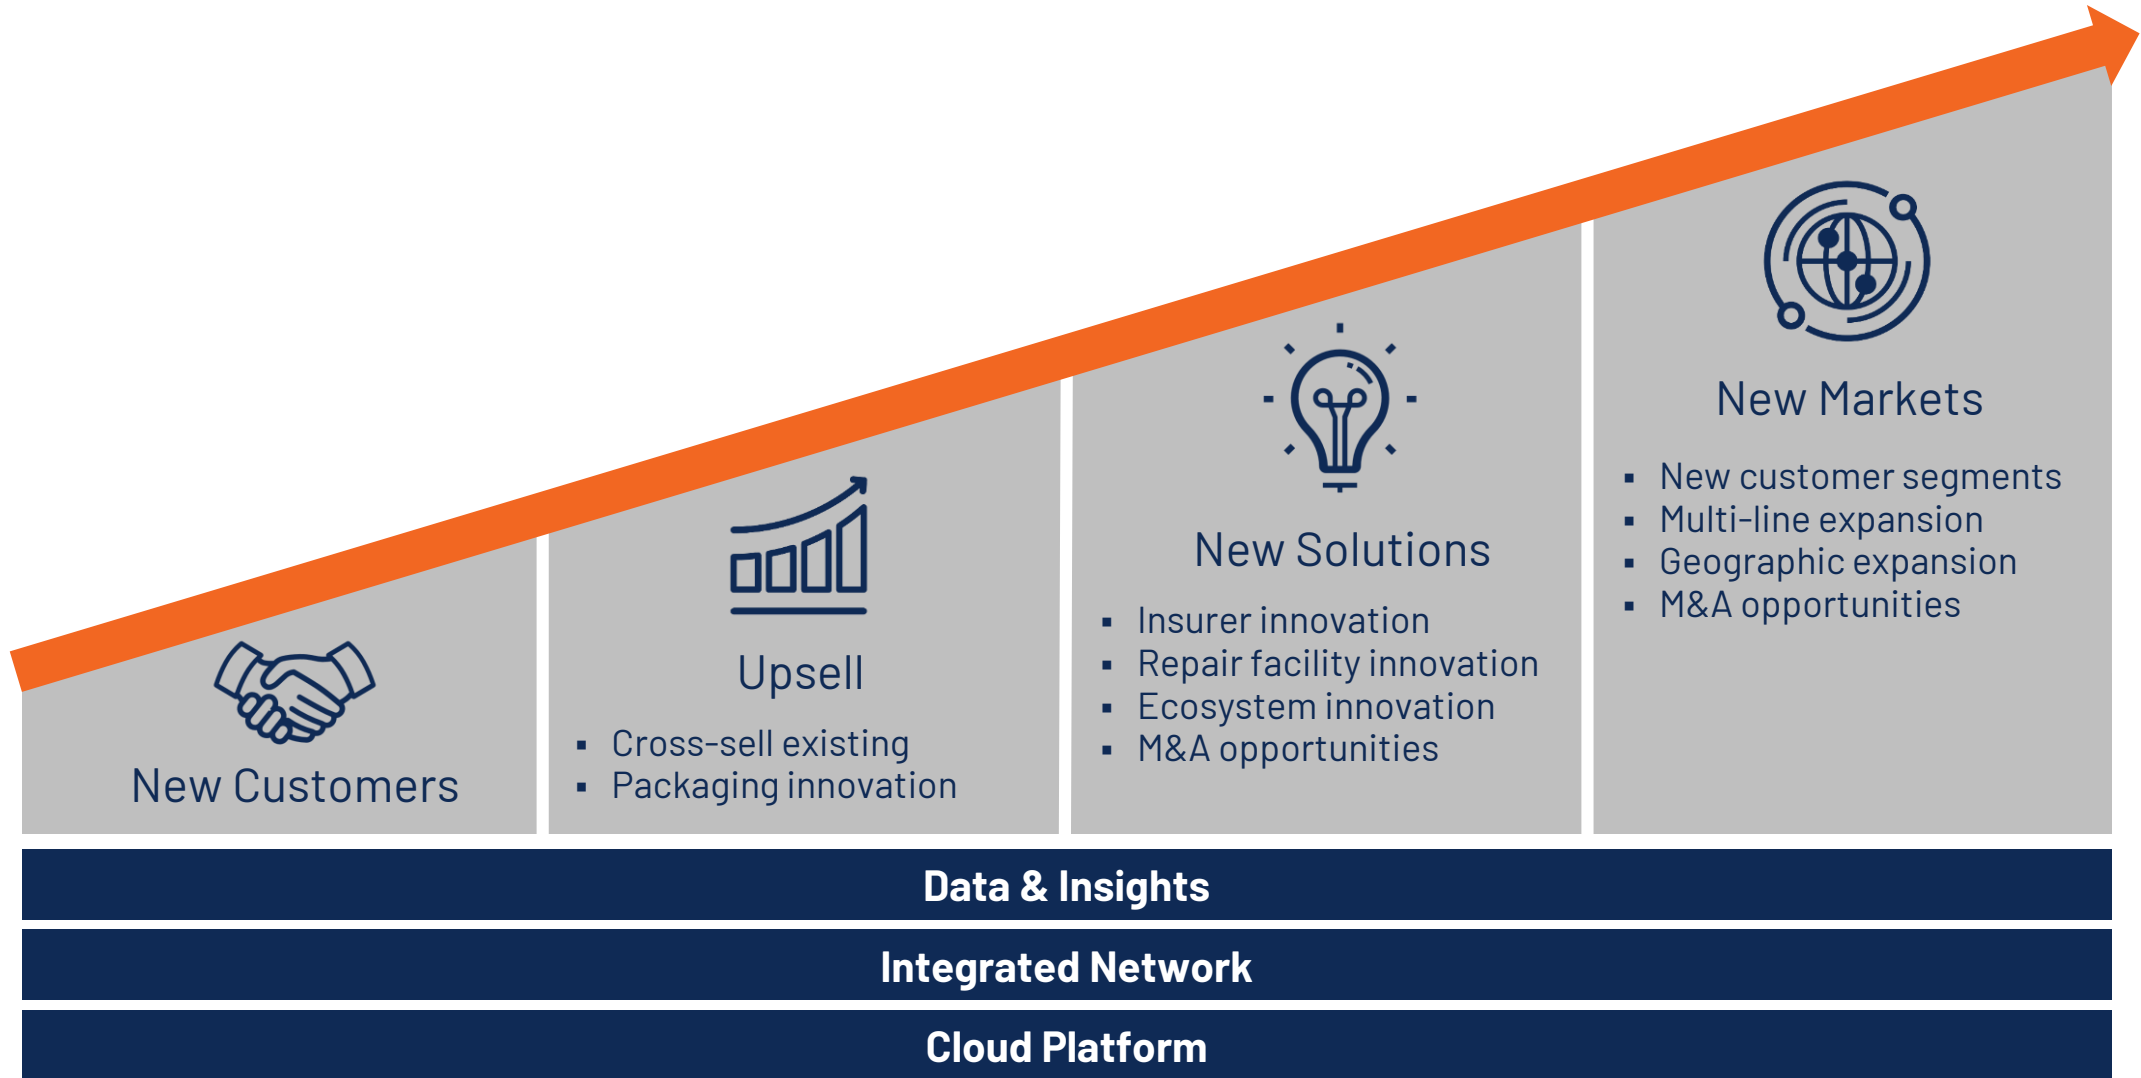 New Customers
Upsell
▪ Cross-sell existing
▪ Packaging innovation
New Solutions
▪ Insurer innovation
▪ Repair facility innovation
▪ Ecosystem innovation
▪ M&A opportunities
New Markets
▪ New customer segments
▪ Multi-line expansion
▪ Geographic expansion
▪ M&A opportunities
Data & Insights
Integrated Network
Cloud Platform